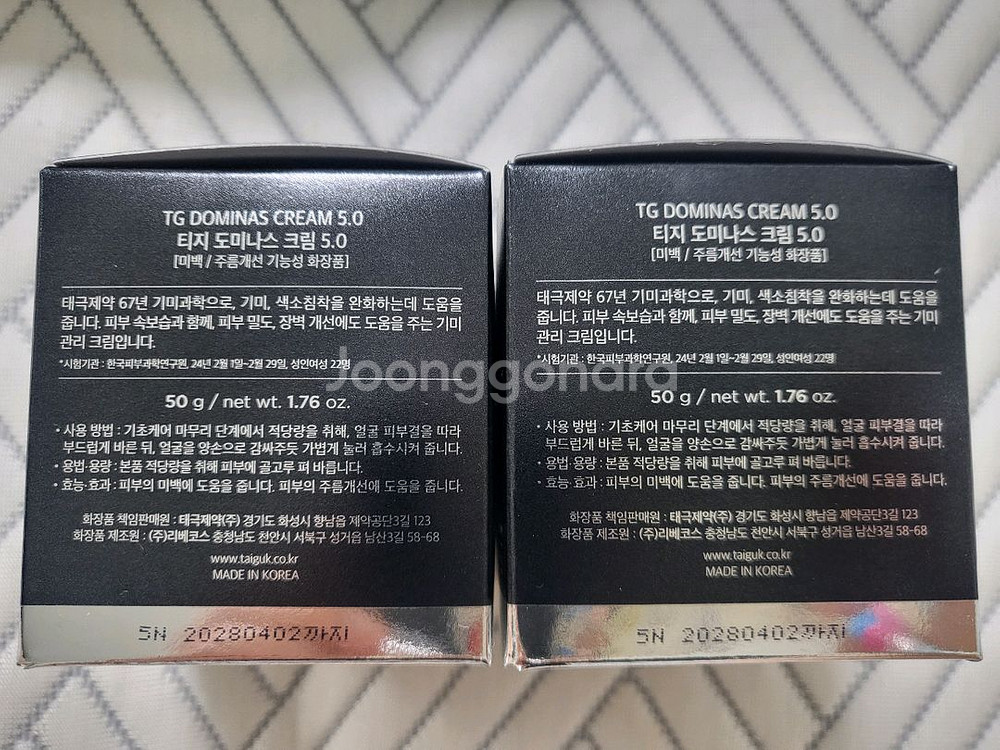 TG DOMINAS CREAM 5.0
티지 도미나스 크림 5.0
[미백 / 주름개선 기능성 화장품]
태극제약 67년 기미과학으로, 기미, 색소침착을 완화하는데 도움을
줍니다. 피부 속보습과 함께, 피부 밀도, 장벽 개선에도 도움을 주는 기미
관리 크림입니다.
*시험기관 : 한국피부과학연구원, 24년 2월 1일~2월 29일, 성인여성 22명
50 g / net wt. 1.76 oz.
• 사용 방법 : 기초케어 마무리 단계에서 적당량을 취해, 얼굴 피부결을 따라
부드럽게 바른 뒤, 얼굴을 양손으로 감싸주듯 가볍게 눌러 흡수시켜 줍니다.
• 용법·용량 : 본품 적당량을 취해 피부에 골고루 펴 바릅니다.
• 효능·효과 : 피부의 미백에 도움을 줍니다. 피부의 주름개선에 도움을 줍니다.
화장품 책임판매원 : 태극제약(주) 경기도 화성시 향남읍 제약공단3길 123
화장품 제조원 : (주)리베코스 충청남도 천안시 서북구 성거읍 남산3길 58-68
www.taiguk.co.kr
MADE IN KOREA
5N 20280402까지
TG DOMINAS CREAM 5.0
티지 도미나스 크림 5.0
[미백 / 주름개선 기능성 화장품]
태극제약 67년 기미과학으로, 기미, 색소침착을 완화하는데 도움을
줍니다. 피부 속보습과 함께, 피부 밀도, 장벽 개선에도 도움을 주는 기미
관리 크림입니다.
*시험기관 : 한국피부과학연구원, 24년 2월 1일~2월 29일, 성인여성 22명
50 g / net wt. 1.76 oz.
• 사용 방법 : 기초케어 마무리 단계에서 적당량을 취해, 얼굴 피부결을 따라
부드럽게 바른 뒤, 얼굴을 양손으로 감싸주듯 가볍게 눌러 흡수시켜 줍니다.
• 용법·용량 : 본품 적당량을 취해 피부에 골고루 펴 바릅니다.
• 효능·효과 : 피부의 미백에 도움을 줍니다. 피부의 주름개선에 도움을 줍니다.
화장품 책임판매원 : 태극제약(주) 경기도 화성시 향남읍 제약공단3길 123
화장품 제조원 : (주)리베코스 충청남도 천안시 서북구 성거읍 남산3길 58-68
www.taiguk.co.kr
MADE IN KOREA
5N 20280402까지
Joonggonara